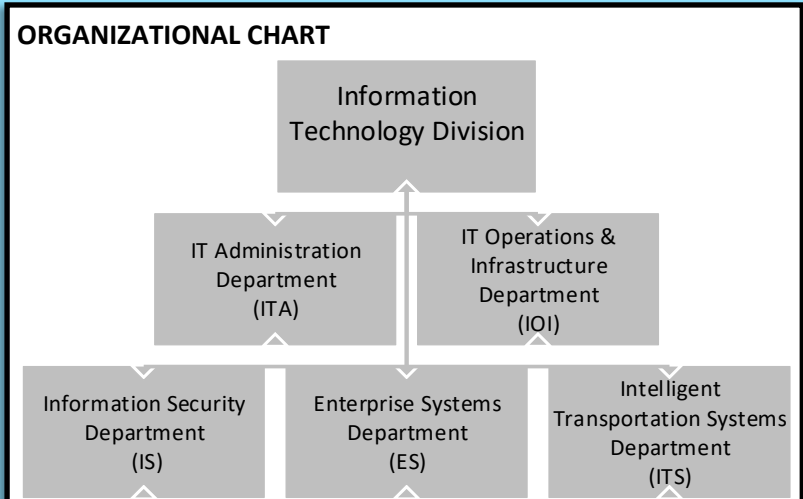 ORGANIZATIONAL CHART
Information
Technology Division
IT Administration
Department
(ITA)
IT Operations &
Infrastructure
Department
(IOI)
Information Security
Department
(IS)
Enterprise Systems
Department
(ES)
Intelligent
Transportation Systems
Department
(ITS)